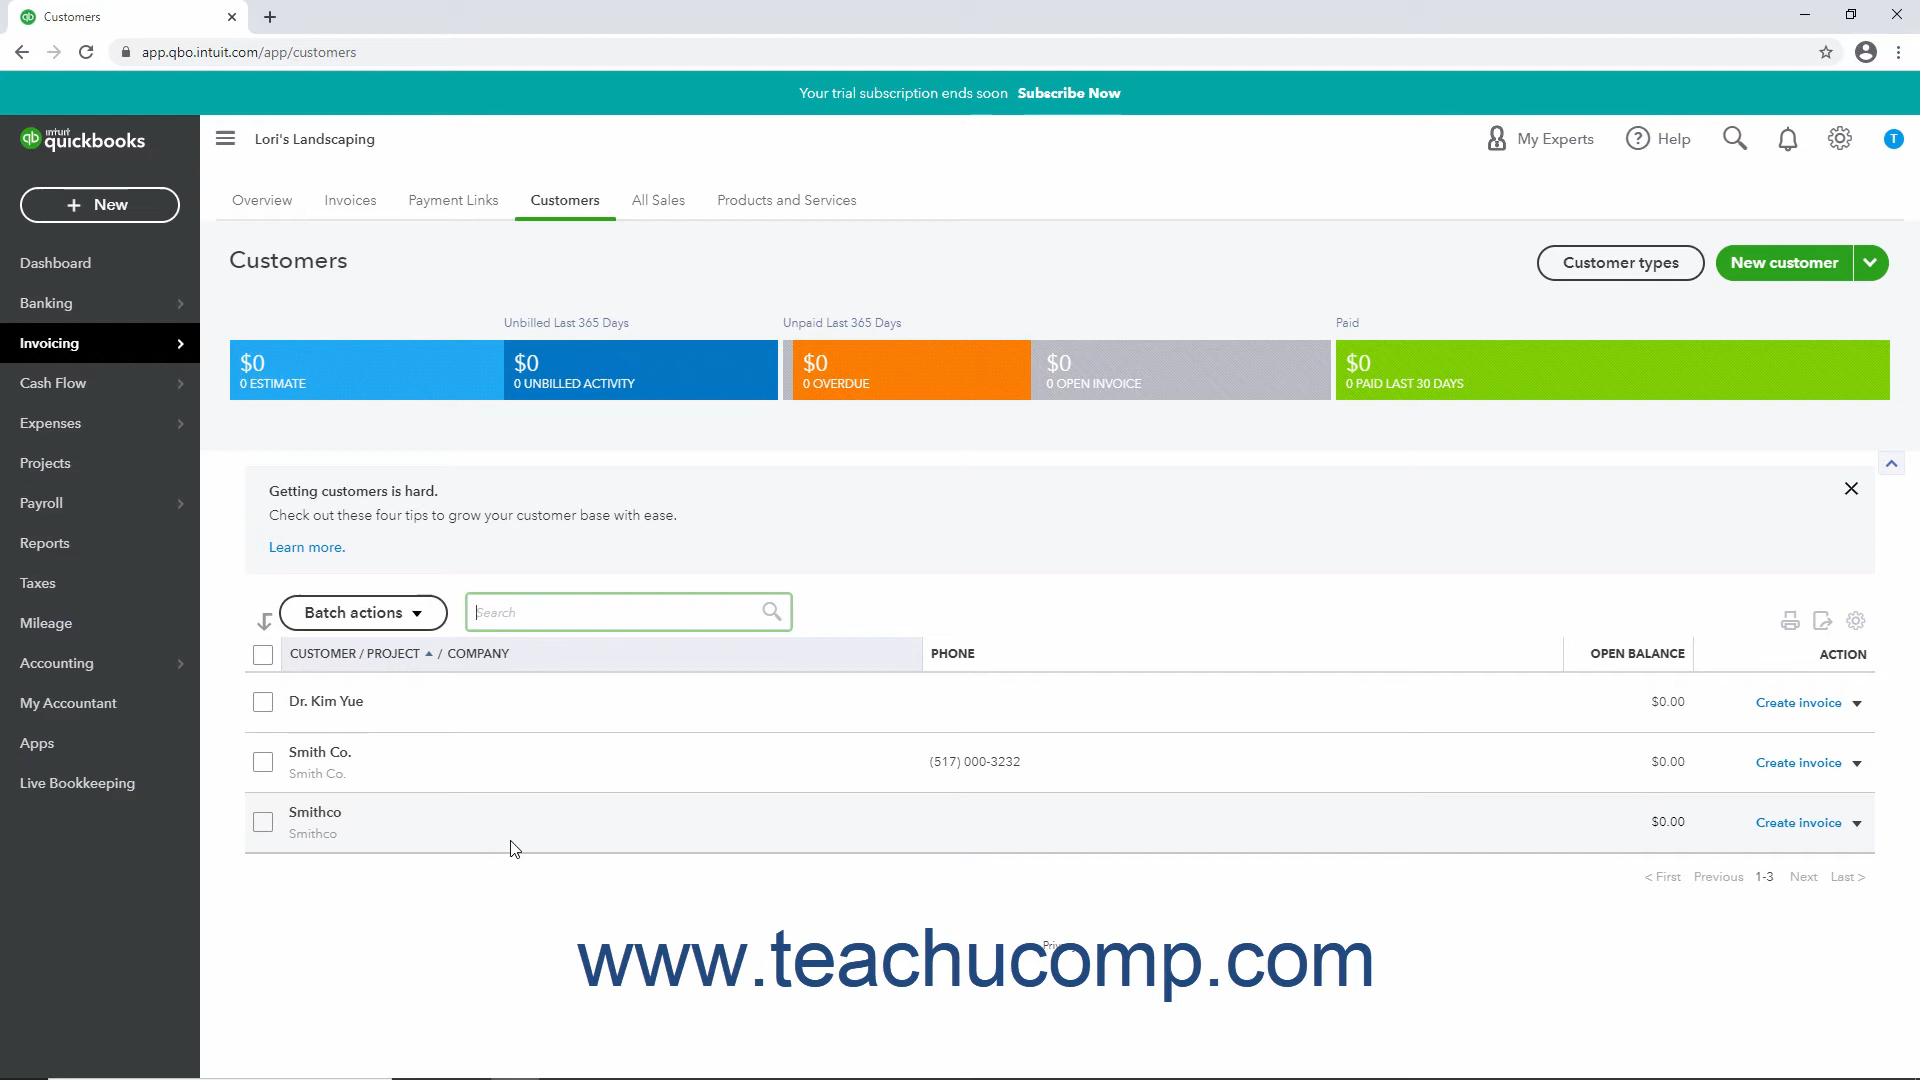 Customers
app.qbo.intuit.com/app/customers
Your trial subscription ends soon Subscribe Now
intuit quickbooks
Lori's Landscaping
My Experts
Help
T
+ New
Dashboard
Banking
Invoicing
Cash Flow
Expenses
Projects
Payroll
Reports
Taxes
Mileage
Accounting
My Accountant
Apps
Live Bookkeeping
Overview Invoices Payment Links Customers All Sales Products and Services
Customers
Customer types
New customer
Unbilled Last 365 Days
Unpaid Last 365 Days
Paid
$0
0 ESTIMATE
$0
0 UNBILLED ACTIVITY
$0
0 OVERDUE
$0
0 OPEN INVOICE
$0
0 PAID LAST 30 DAYS
Getting customers is hard.
Check out these four tips to grow your customer base with ease.
Learn more.
Batch actions
Search
CUSTOMER / PROJECT / COMPANY PHONE OPEN BALANCE ACTION
Dr. Kim Yue $0.00 Create invoice
Smith Co.
Smith Co.
(517) 000-3232 $0.00 Create invoice
Smithco
Smithco
$0.00 Create invoice
< First Previous 1-3 Next Last >
www.teachucomp.com